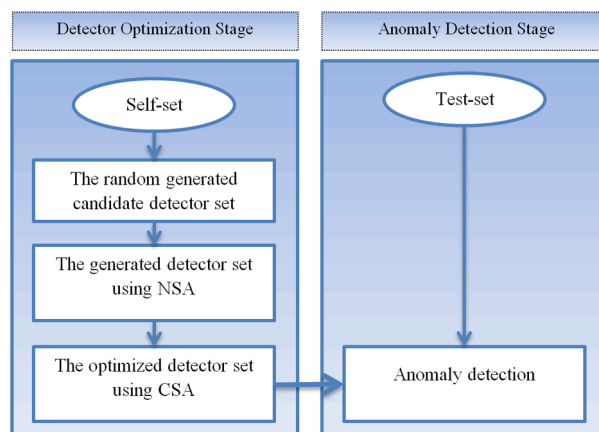 Detector Optimization Stage
Anomaly Detection Stage
Self-set
The random generated
candidate detector set
The generated detector set
using NSA
The optimized detector set
using CSA
Test-set
Anomaly detection